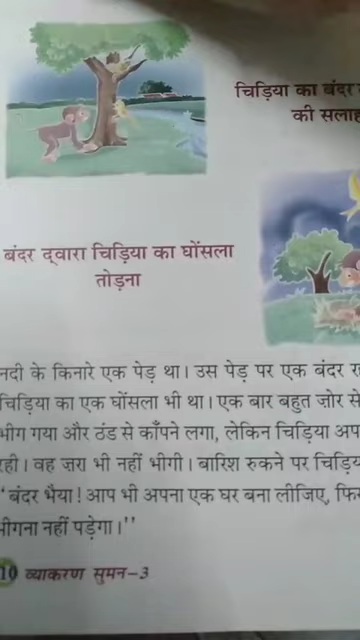 चिड़िया का बंदर
की सलाह
बंदर द्वारा चिड़िया का घोंसला
तोड़ना
नदी के किनारे एक पेड़ था। उस पेड़ पर एक बंदर
चिड़िया का एक घोंसला भी था। एक बार बहुत जोर से
भीग गया और ठंड से काँपने लगा, लेकिन चिड़िया
रही। वह जरा भी नहीं भीगी। बारिश रुकने पर
"बंदर भैया! आप भी अपना एक घर बना लीजिए,
भीगना नहीं पड़ेगा।''
10 व्याकरण सुमन-3